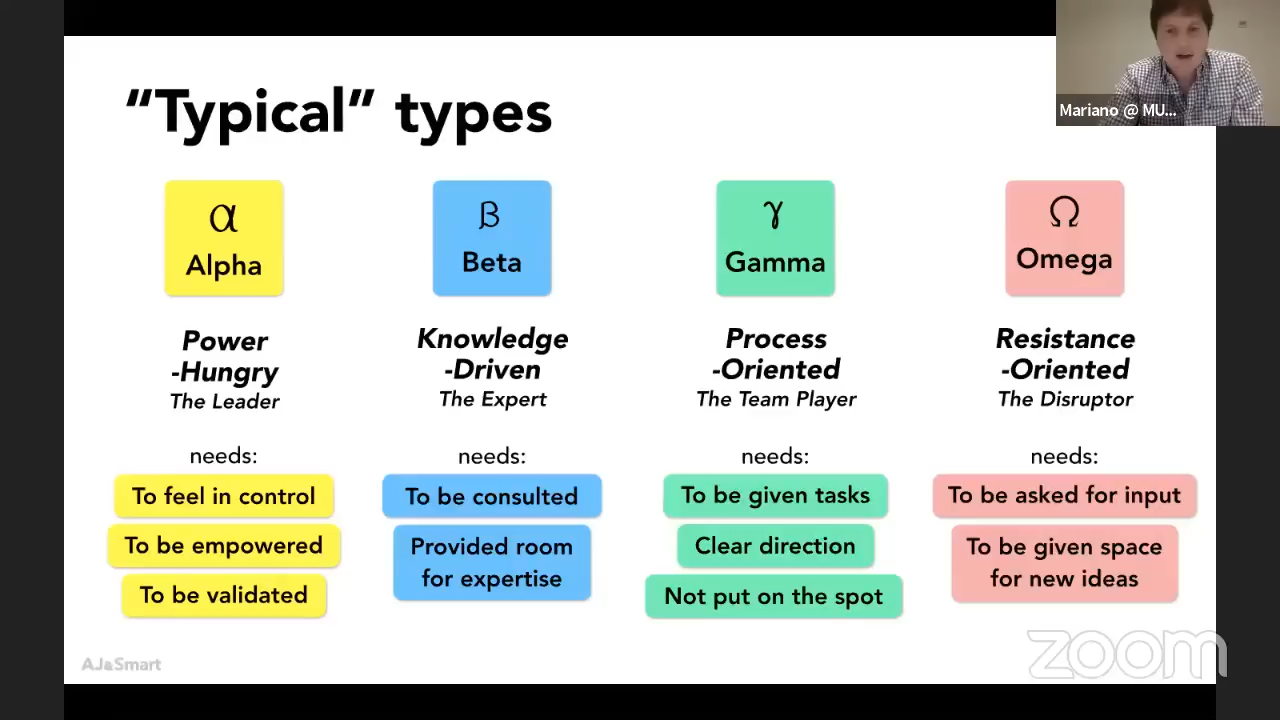 “Typical” types
Mariano @ MU...
α
Alpha
Power
-Hungry
The Leader
needs:
To feel in control
To be empowered
To be validated
β
Beta
Knowledge
-Driven
The Expert
needs:
To be consulted
Provided room
for expertise
γ
Gamma
Process
-Oriented
The Team Player
needs:
To be given tasks
Clear direction
Not put on the spot
Ω
Omega
Resistance
-Oriented
The Disruptor
needs:
To be asked for input
To be given space
for new ideas
AJ&Smart
zoom